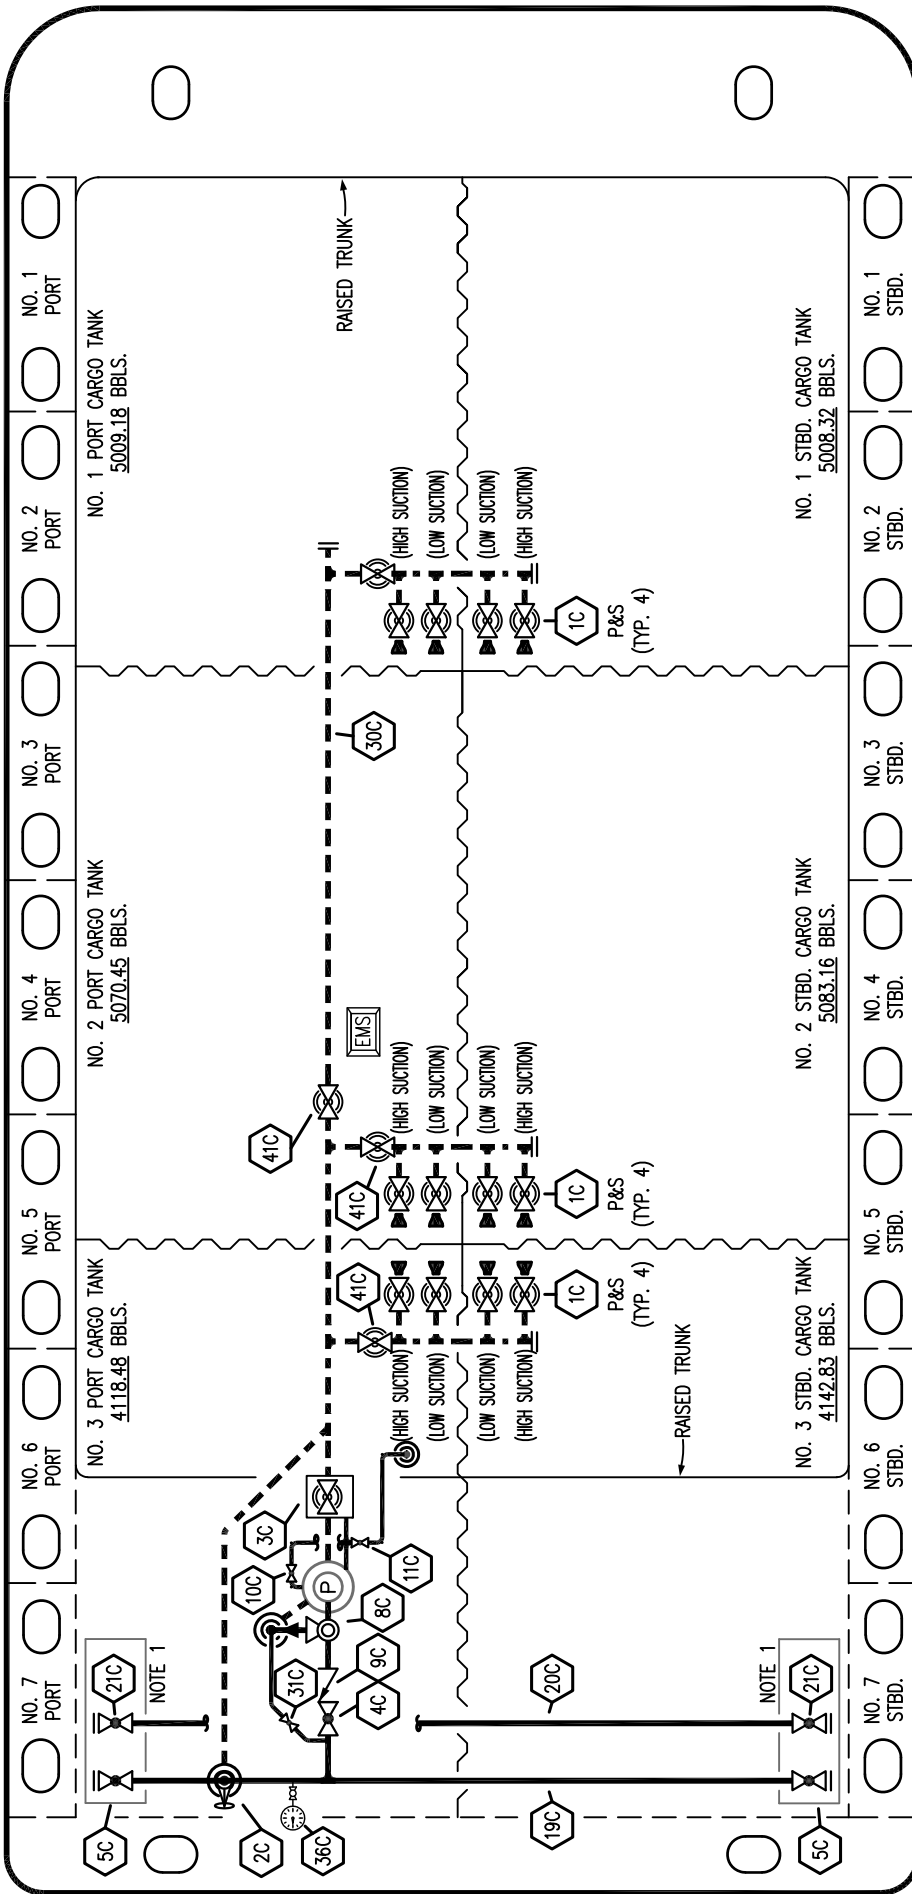 NO. 1
PORT
NO. 2
PORT
NO. 3
PORT
NO. 4
PORT
NO. 5
PORT
NO. 6
PORT
NO. 7
PORT
NO. 1 PORT CARGO TANK
5009.18 BBLS.
NO. 2 PORT CARGO TANK
5070.45 BBLS.
NO. 3 PORT CARGO TANK
4118.48 BBLS.
RAISED TRUNK
(HIGH SUCTION)
(LOW SUCTION)
(LOW SUCTION)
(HIGH SUCTION)
1C
P&S
(TYP. 4)
30C
EMS
41C
41C
(HIGH SUCTION)
(LOW SUCTION)
(LOW SUCTION)
(HIGH SUCTION)
1C
P&S
(TYP. 4)
41C
1C
P&S
(TYP. 4)
(HIGH SUCTION)
(LOW SUCTION)
(LOW SUCTION)
(HIGH SUCTION)
RAISED TRUNK
3C
10C
11C
P
8C
9C
31C
4C
21C
NOTE 1
5C
2C
36C
20C
19C
NOTE 1
21C
5C
NO. 1 STBD. CARGO TANK
5008.32 BBLS.
NO. 2 STBD. CARGO TANK
5083.16 BBLS.
NO. 3 STBD. CARGO TANK
4142.83 BBLS.
NO. 1
STBD.
NO. 2
STBD.
NO. 3
STBD.
NO. 4
STBD.
NO. 5
STBD.
NO. 6
STBD.
NO. 7
STBD.